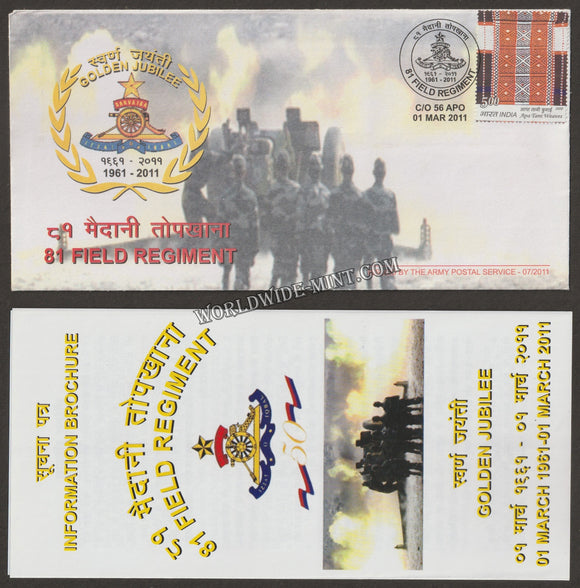 स्वर्ण जयंती
GOLDEN JUBILEE
SARVATRA
१९६१ - २०११
1961 - 2011
८१ मैदानी तोपखाना
81 FIELD REGIMENT
८१ मैदानी तोपखाना
१९६१ - २०११
1961 - 2011
81 FIELD REGIMENT
C/O 56 APO
01 MAR 2011
500
भारत INDIA
Apa Tani Weaves
BY THE ARMY POSTAL SERVICE - 07/2011
WORLDWIDE-MINT.COM
सूचना पत्र
INFORMATION BROCHURE
८१ मैदानी तोपखाना
81 FIELD REGIMENT
50
स्वर्ण जयंती
GOLDEN JUBILEE
०१ मार्च १९६१ - ०१ मार्च २०११
01 MARCH 1961-01 MARCH 2011